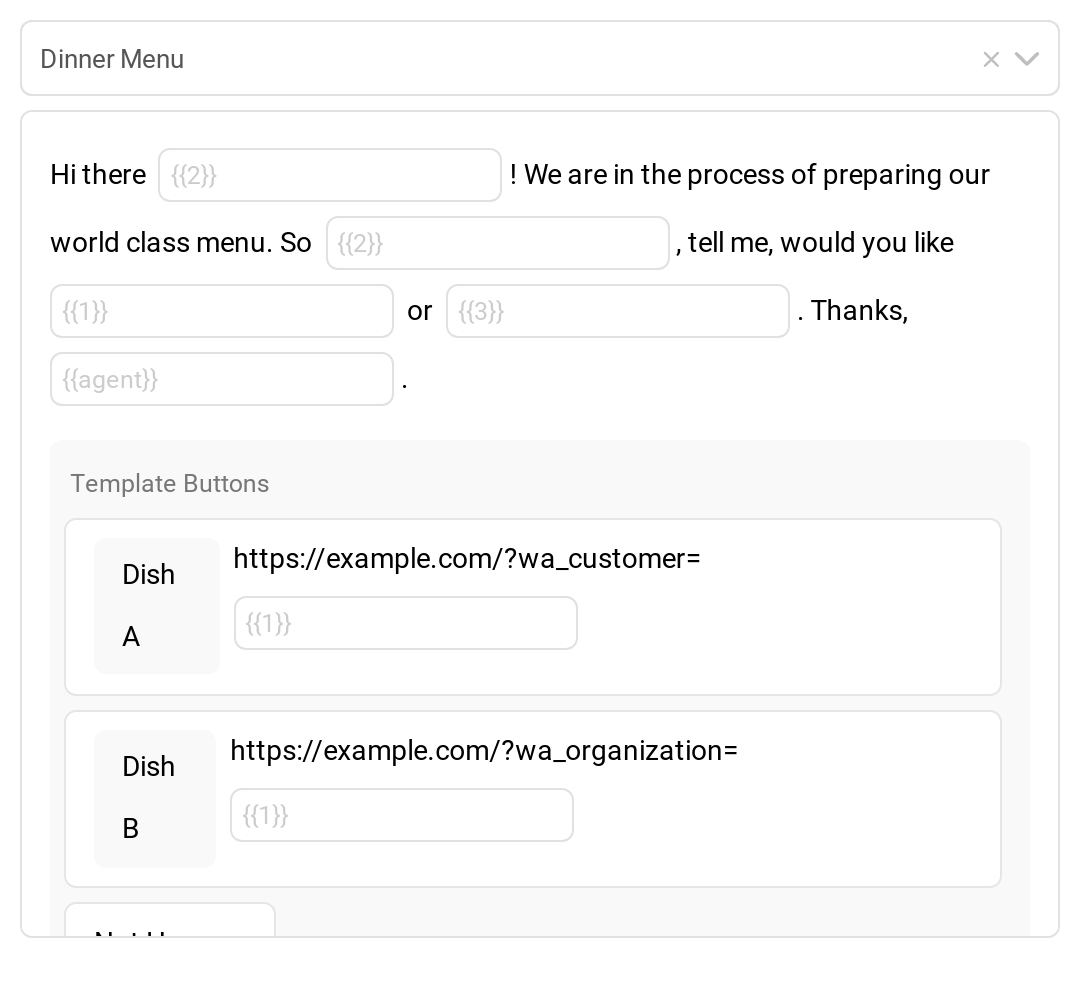 Dinner Menu
Hi there {{2}} ! We are in the process of preparing our
world class menu. So {{2}} , tell me, would you like
{{1}} or {{3}} . Thanks,
{{agent}} .
Template Buttons
Dish
A
https://example.com/?wa_customer=
{{1}}
Dish
B
https://example.com/?wa_organization=
{{1}}